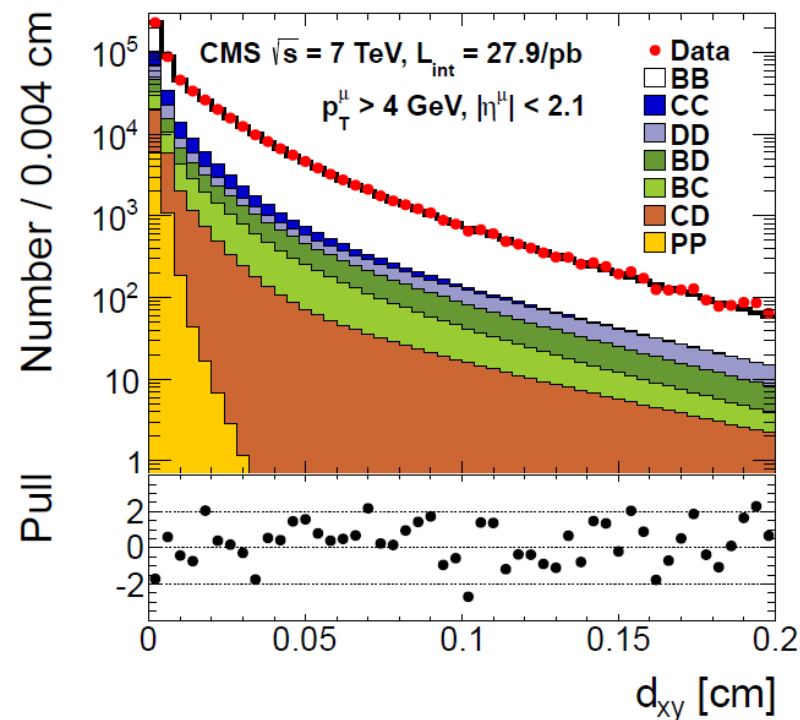 CMS √s = 7 TeV, L_int = 27.9/pb
p_T^μ > 4 GeV, |η^μ| < 2.1
Data
BB
CC
DD
BD
BC
CD
PP
Number / 0.004 cm
10^5
10^4
10^3
10^2
10
1
Pull
2
0
-2
0 0.05 0.1 0.15 0.2
d_xy [cm]